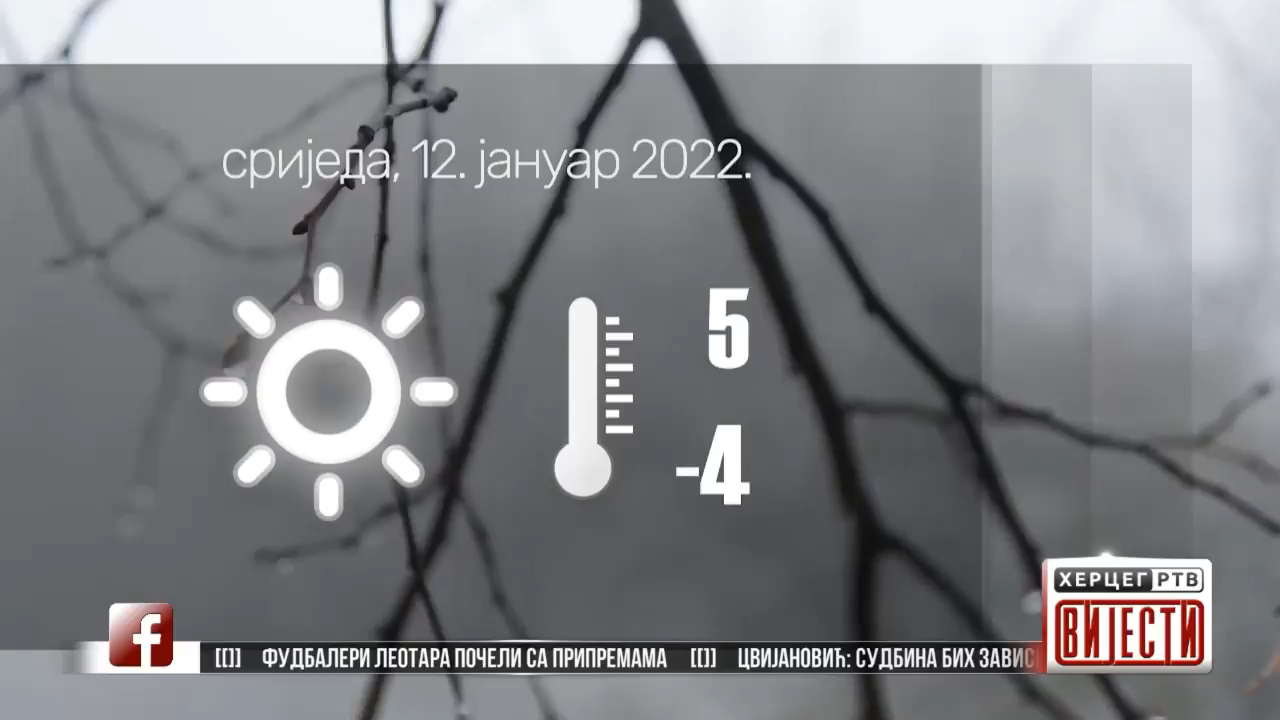 сриједа, 12. јануар 2022.
5
-4
ХЕРЦЕГ РТВ
ВИЈЕСТИ
[[]] ФУДБАЛЕРИ ЛЕОТАРА ПОЧЕЛИ СА ПРИПРЕМАМА [[]] ЦВИЈАНОВИЋ: СУДБИНА БИХ